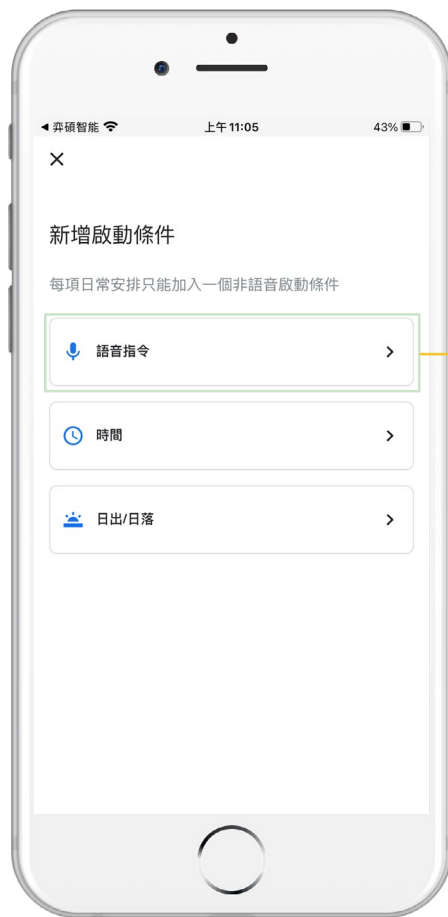 弈碩智能
上午11:05
43%
新增啟動條件
每項日常安排只能加入一個非語音啟動條件
語音指令
時間
日出/日落